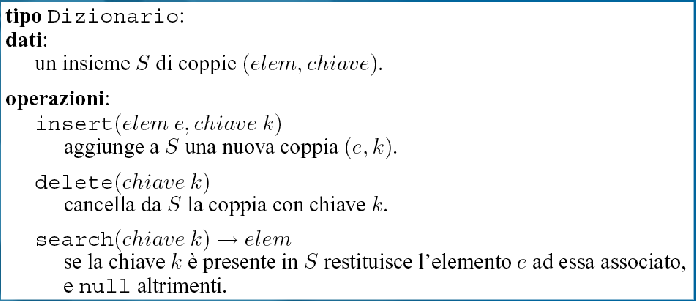 tipo Dizionario:
dati:
un insieme S di coppie (elem, chiave).
operazioni:
insert(elem e, chiave k)
aggiunge a S una nuova coppia (e, k).
delete(chiave k)
cancella da S la coppia con chiave k.
search(chiave k) → elem
se la chiave k è presente in S restituisce l'elemento e ad essa associato,
e null altrimenti.